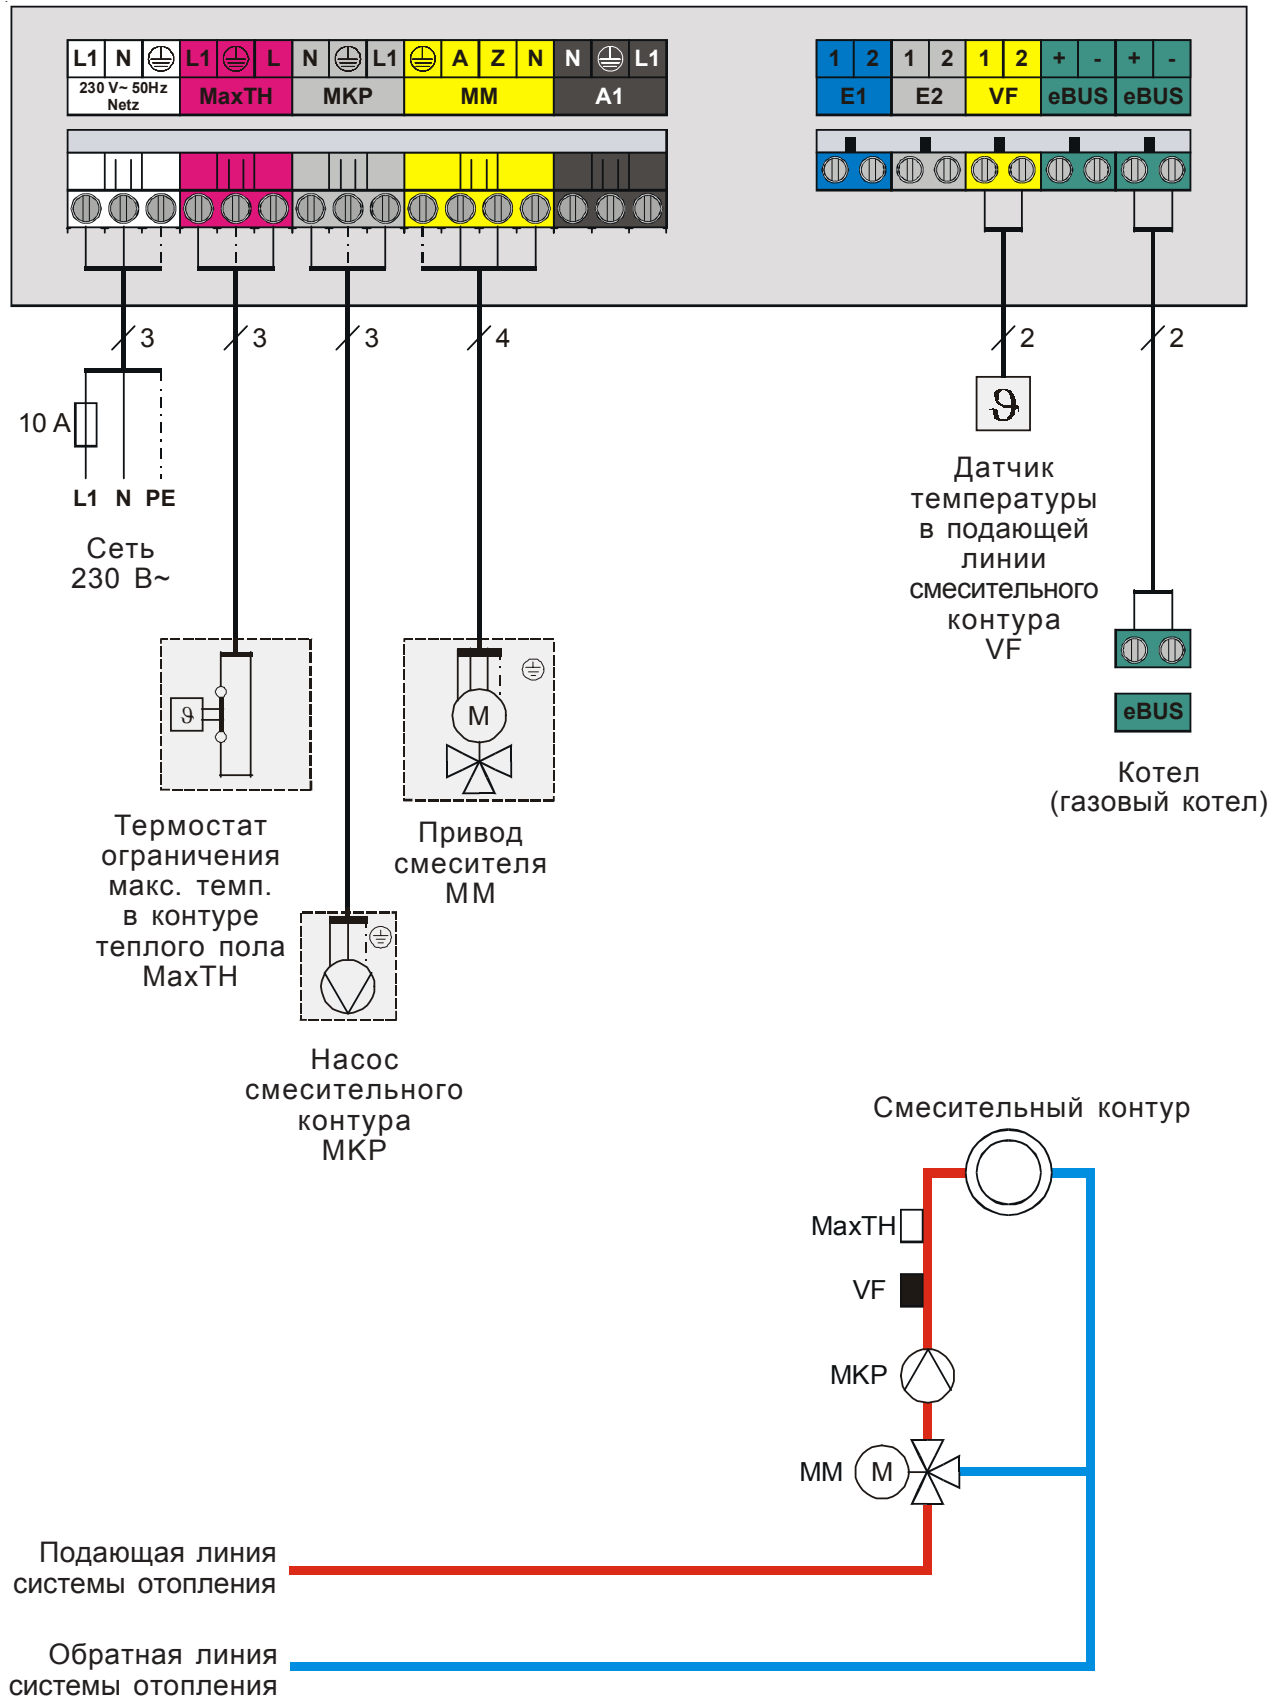 L1 N L1 L N L1 A Z N N L1
230 V~ 50Hz
Netz
MaxTH MKP MM A1
1 2 1 2 1 2 + - + -
E1 E2 VF eBUS eBUS
3 3 3 4 2 2
10 A
L1 N PE
Сеть
230 В~
ϑ
Датчик
температуры
в подающей
линии
смесительного
контура
VF
eBUS
Котел
(газовый котел)
ϑ
M
Термостат
ограничения
макс. темп.
в контуре
теплого пола
MaxTH
Привод
смесителя
ММ
Насос
смесительного
контура
МКР
Смесительный контур
MaxTH
VF
MKP
MM M
Подающая линия
системы отопления
Обратная линия
системы отопления